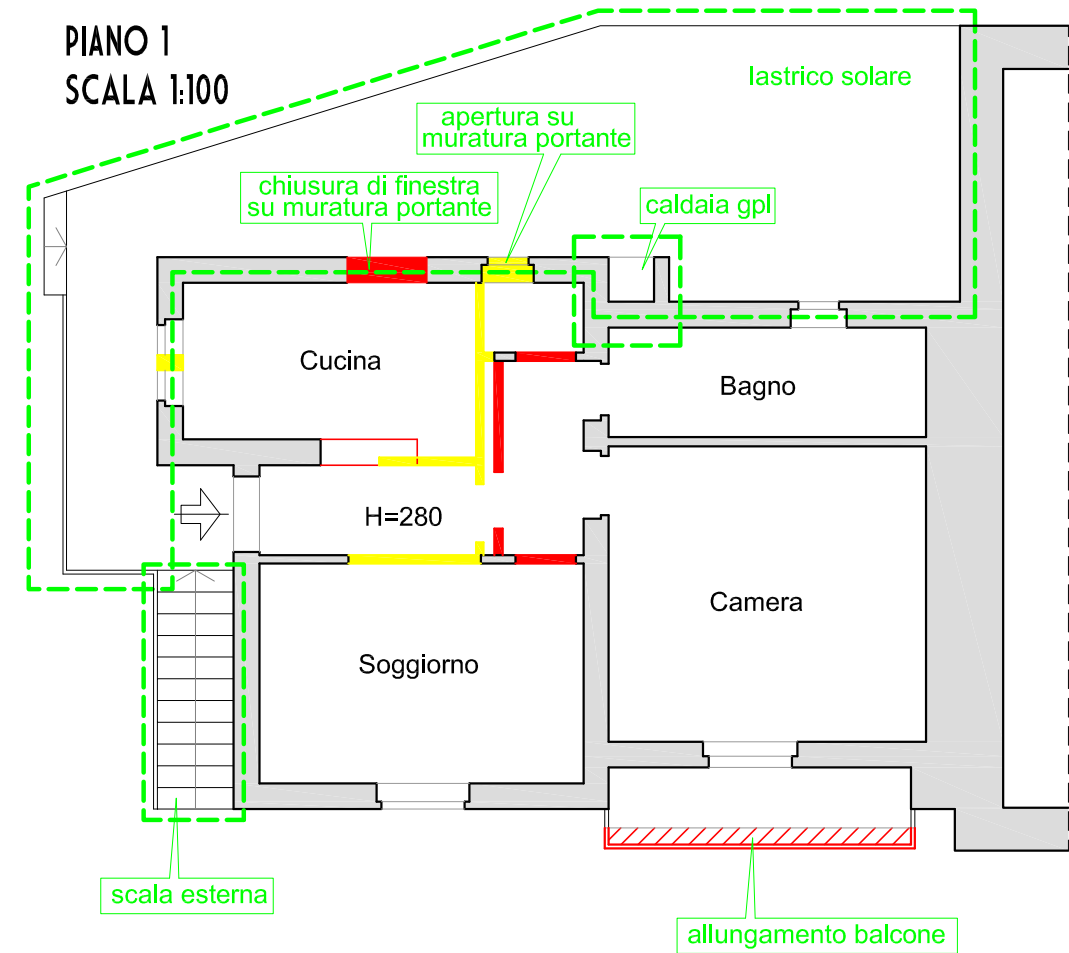 PIANO 1
SCALA 1:100
lastrico solare
apertura su
muratura portante
chiusura di finestra
su muratura portante
caldaia gpl
Cucina
Bagno
H=280
Camera
Soggiorno
scala esterna
allungamento balcone